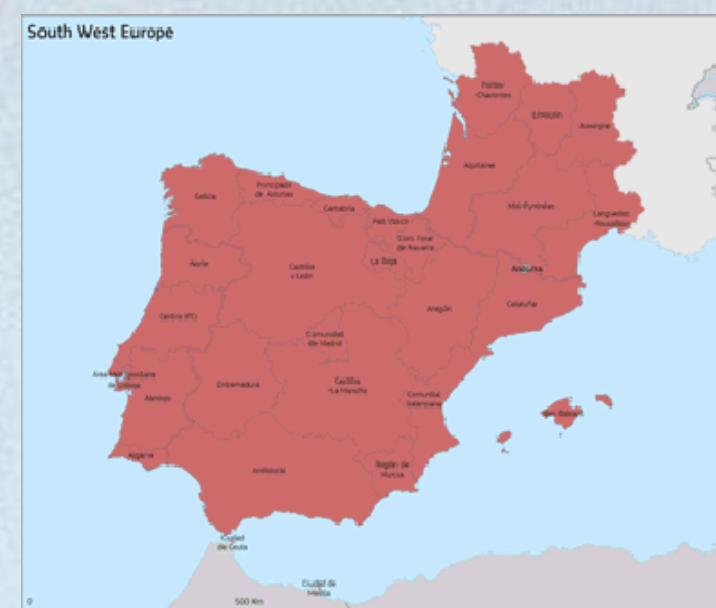 South West Europe
Poitou
-Charentes
Limousin
Auvergne
Aquitaine
Midi-Pyrénées
Languedoc
-Roussillon
Galicia
Principado
de Asturias
Cantabria
País Vasco
Com. Foral
de Navarra
La Rioja
Andorra
Norte
Castilla
y León
Aragón
Cataluña
Centro (PT)
Comunidad
de Madrid
Área Metropolitana
de Lisboa
Alentejo
Extremadura
Castilla
-La Mancha
Comunitat
Valenciana
Illes Balears
Algarve
Andalucía
Región de
Murcia
Ciudad
de Ceuta
Ciudad de
Melilla
0
500 Km